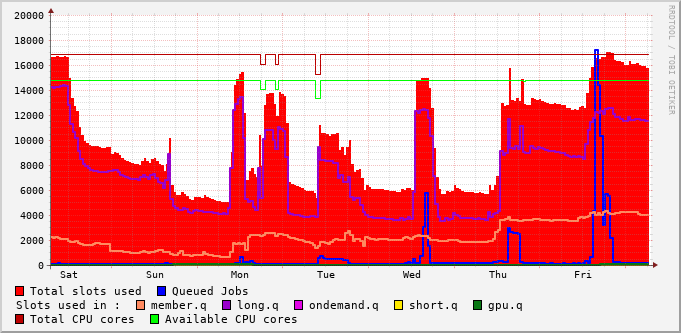 20000
18000
16000
14000
12000
10000
8000
6000
4000
2000
0
Sat Sun Mon Tue Wed Thu Fri
RRDTOOL / TOBI OETIKER
Total slots used Queued Jobs
Slots used in : member.q long.q ondemand.q short.q gpu.q
Total CPU cores Available CPU cores